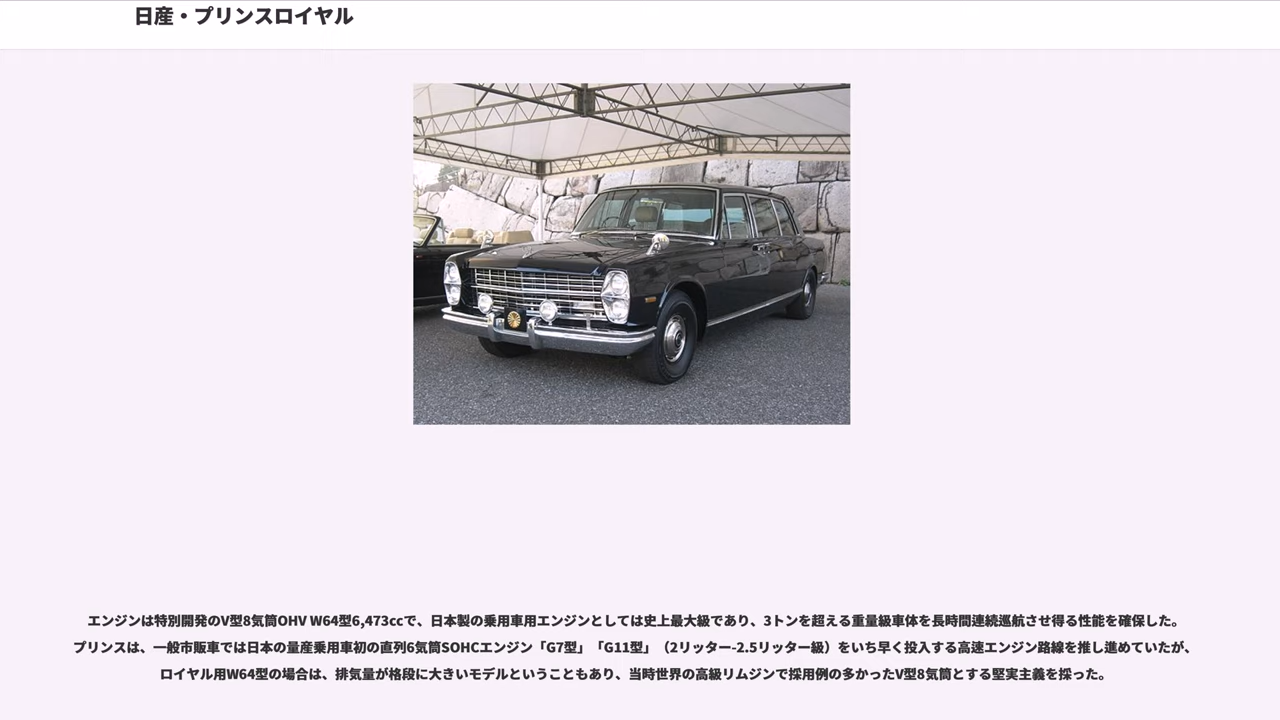 日産・プリンスロイヤル
エンジンは特別開発のV型8気筒OHV W64型6,473ccで、日本製の乗用車用エンジンとしては史上最大級であり、3トンを超える重量級車体を長時間連続巡航させ得る性能を確保した。
プリンスは、一般市販車では日本の量産乗用車初の直列6気筒SOHCエンジン「G7型」「G11型」（2リッター-2.5リッター級）をいち早く投入する高速エンジン路線を推し進めていたが、
ロイヤル用W64型の場合は、排気量が格段に大きいモデルということもあり、当時世界の高級リムジンで採用例の多かったV型8気筒とする堅実主義を採った。